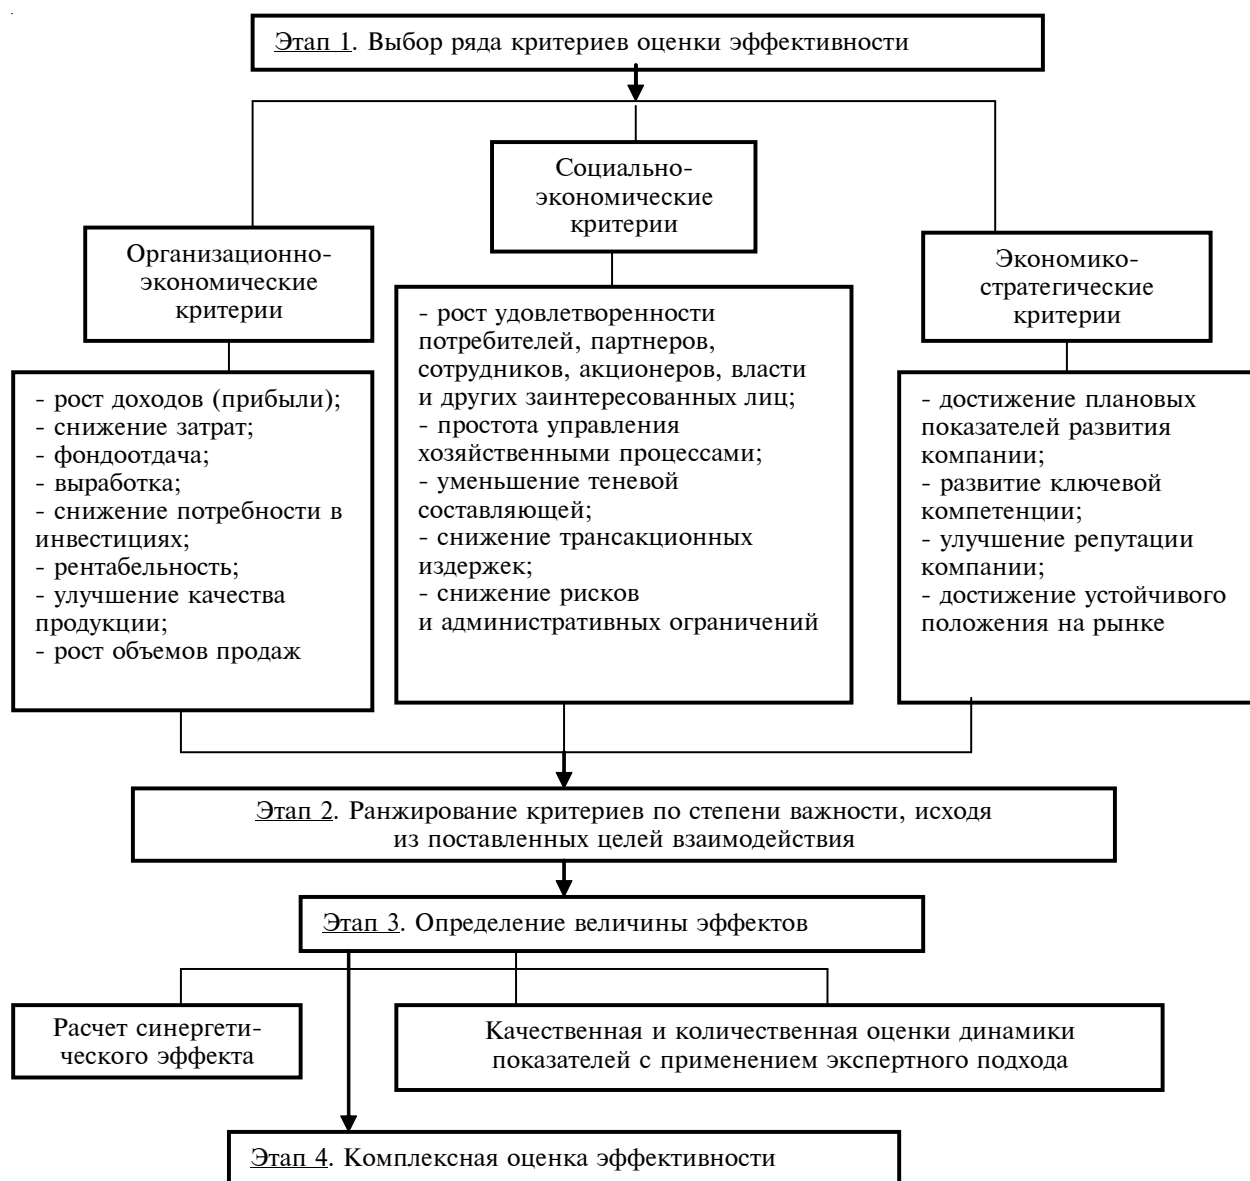 Этап 1. Выбор ряда критериев оценки эффективности
Социально-
экономические
критерии
Организационно-
экономические
критерии
Экономико-
стратегические
критерии
- рост доходов (прибыли);
- снижение затрат;
- фондоотдача;
- выработка;
- снижение потребности в
инвестициях;
- рентабельность;
- улучшение качества
продукции;
- рост объемов продаж
- рост удовлетворенности
потребителей, партнеров,
сотрудников, акционеров, власти
и других заинтересованных лиц;
- простота управления
хозяйственными процессами;
- уменьшение теневой
составляющей;
- снижение трансакционных
издержек;
- снижение рисков
и административных ограничений
- достижение плановых
показателей развития
компании;
- развитие ключевой
компетенции;
- улучшение репутации
компании;
- достижение устойчивого
положения на рынке
Этап 2. Ранжирование критериев по степени важности, исходя
из поставленных целей взаимодействия
Этап 3. Определение величины эффектов
Расчет синергети-
ческого эффекта
Качественная и количественная оценки динамики
показателей с применением экспертного подхода
Этап 4. Комплексная оценка эффективности